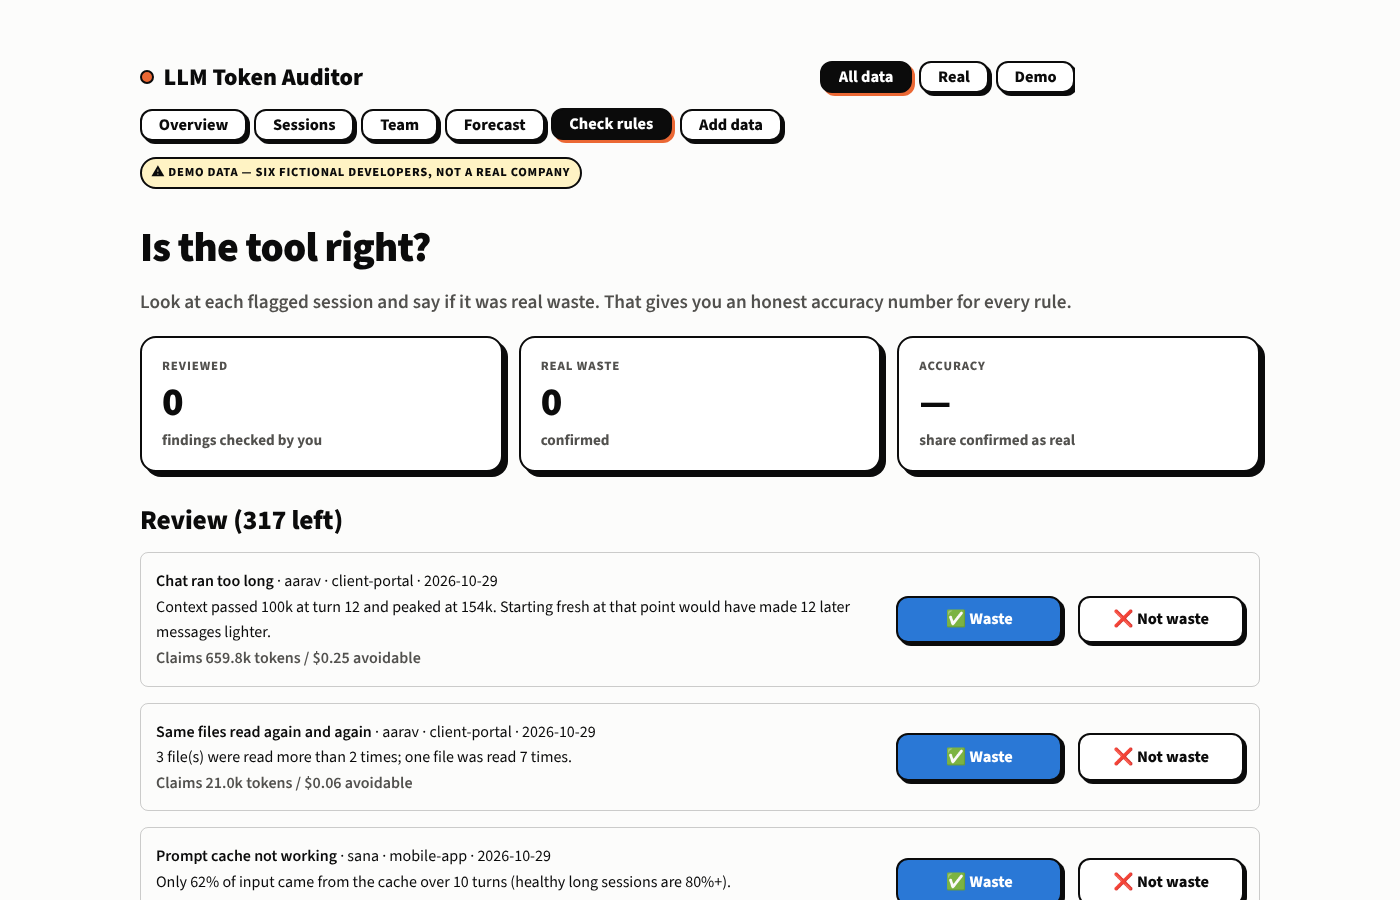 LLM Token Auditor
All data
Real
Demo
Overview
Sessions
Team
Forecast
Check rules
Add data
⚠ DEMO DATA — SIX FICTIONAL DEVELOPERS, NOT A REAL COMPANY
Is the tool right?
Look at each flagged session and say if it was real waste. That gives you an honest accuracy number for every rule.
REVIEWED
0
findings checked by you
REAL WASTE
0
confirmed
ACCURACY
—
share confirmed as real
Review (317 left)
Chat ran too long · aarav · client-portal · 2026-10-29
Context passed 100k at turn 12 and peaked at 154k. Starting fresh at that point would have made 12 later
messages lighter.
Claims 659.8k tokens / $0.25 avoidable
✅ Waste
❌ Not waste
Same files read again and again · aarav · client-portal · 2026-10-29
3 file(s) were read more than 2 times; one file was read 7 times.
Claims 21.0k tokens / $0.06 avoidable
✅ Waste
❌ Not waste
Prompt cache not working · sana · mobile-app · 2026-10-29
Only 62% of input came from the cache over 10 turns (healthy long sessions are 80%+).
✅ Waste
❌ Not waste